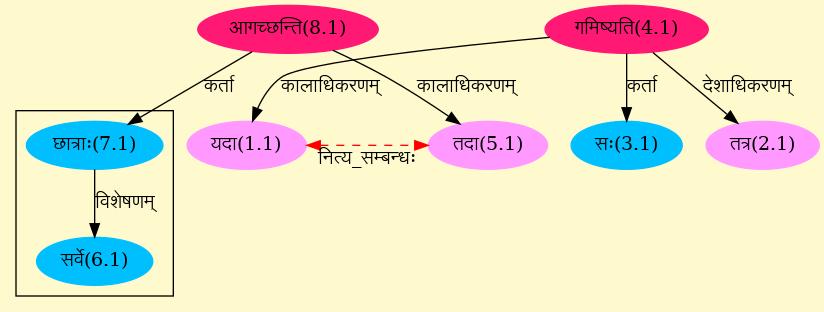 आगच्छन्ति(8.1) गमिष्यति(4.1)
कर्ता कालाधिकरणम् कालाधिकरणम् कर्ता देशाधिकरणम्
छात्राः(7.1) यदा(1.1) तदा(5.1) सः(3.1) तत्र(2.1)
नित्य_सम्बन्धः
विशेषणम्
सर्वे(6.1)